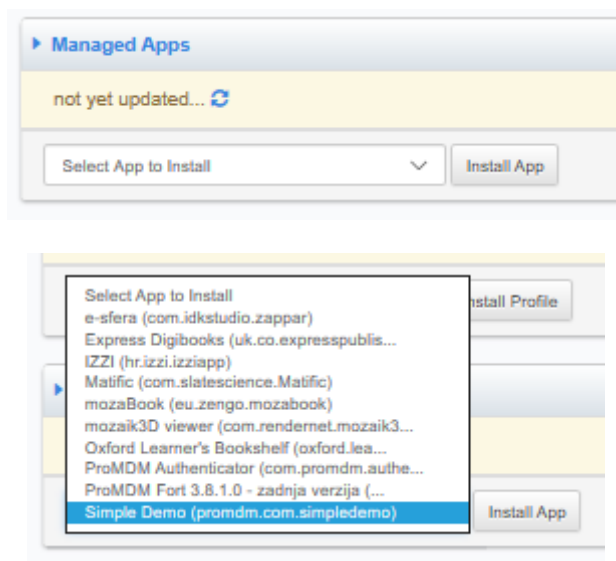 Managed Apps
not yet updated...
Select App to Install
Install App
Select App to Install
nstall Profile
e-sfera (com.idkstudio.zappar)
Express Digibooks (uk.co.expresspublis...
IZZI (hr.izzi.izziapp)
Matific (com.slatescience.Matific)
mozaBook (eu.zengo.mozabook)
mozaik3D viewer (com.rendernet.mozaik3...
Oxford Learner's Bookshelf (oxford.lea...
ProMDM Authenticator (com.promdm.authe...
ProMDM Fort 3.8.1.0 - zadnja verzija (...
Simple Demo (promdm.com.simpledemo)
Install App